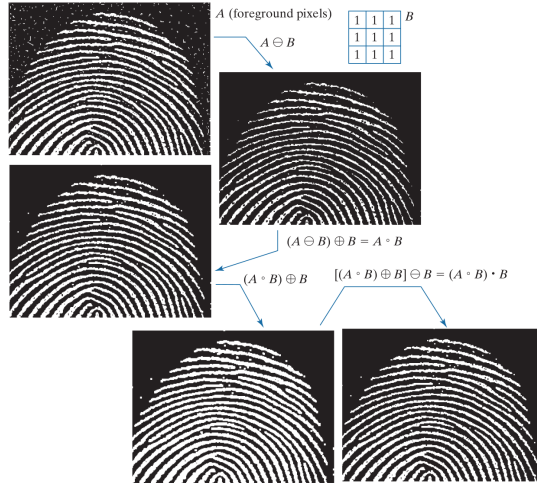 A (foreground pixels)
1 1 1 B
1 1 1
1 1 1
A ⊖ B
(A ⊖ B) ⊕ B = A ∘ B
(A ∘ B) ⊕ B
[(A ∘ B) ⊕ B] ⊖ B = (A ∘ B) • B